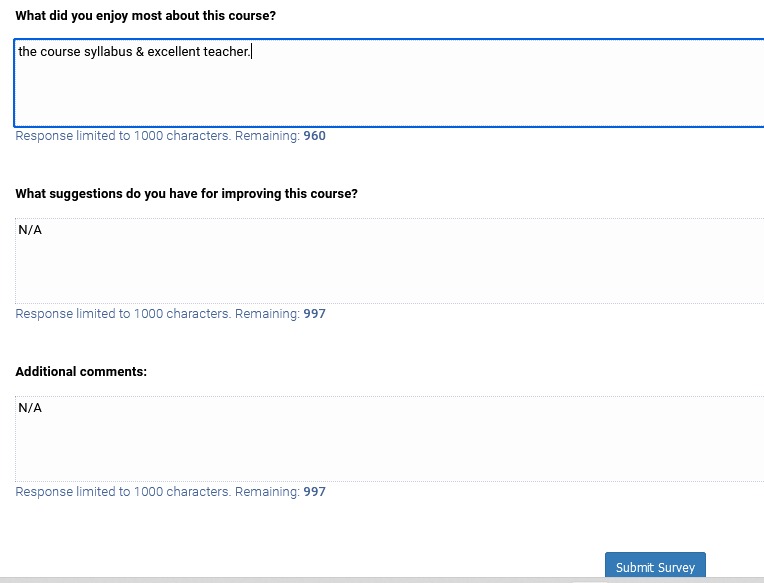 What did you enjoy most about this course?
the course syllabus & excellent teacher.
Response limited to 1000 characters. Remaining: 960
What suggestions do you have for improving this course?
N/A
Response limited to 1000 characters. Remaining: 997
Additional comments:
N/A
Response limited to 1000 characters. Remaining: 997
Submit Survey